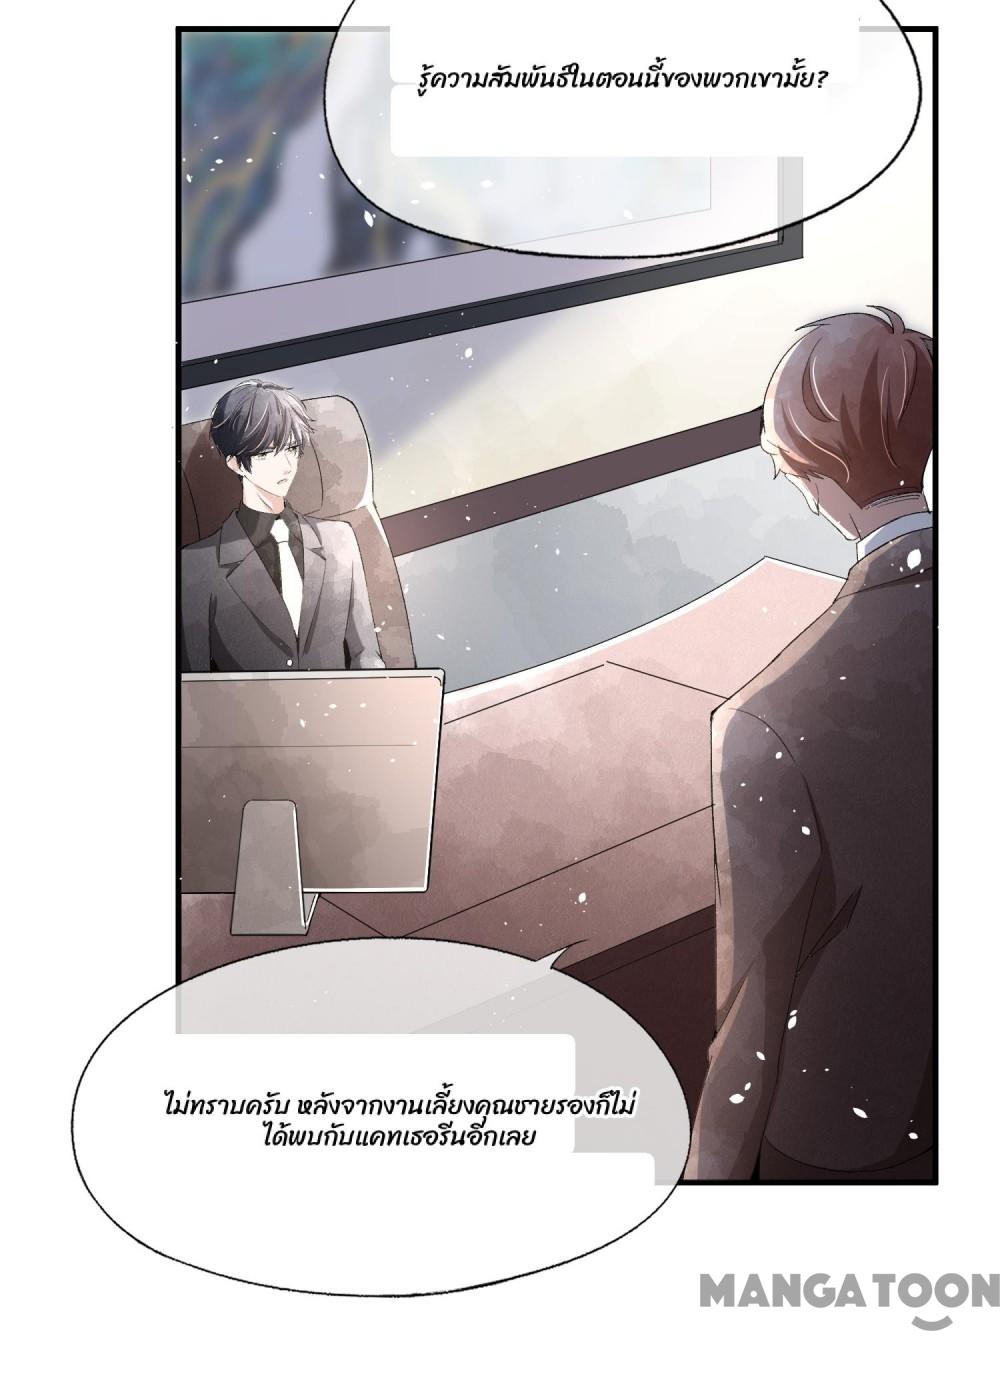 รู้ความสัมพันธ์ในตอนนี้ของพวกเขามั้ย?
ไม่ทราบครับ หลังจากงานเลี้ยงคุณชายรองก็ไม่
ได้พบกับแคทเธอรีนอีกเลย
MANGATOON